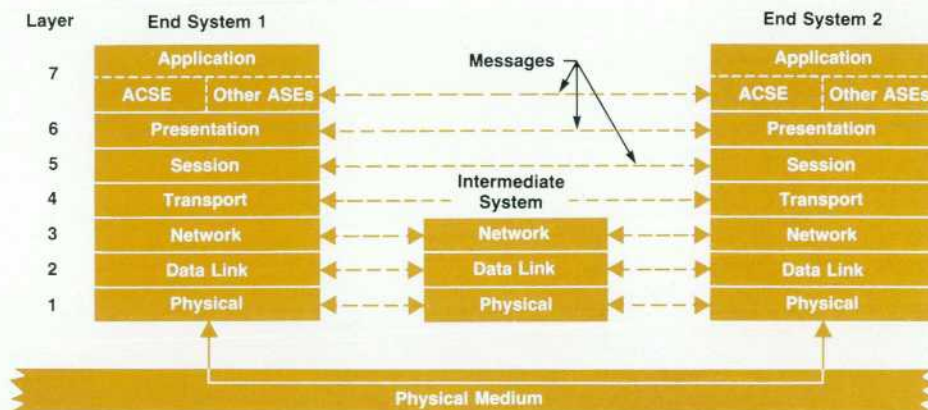 Layer End System 1 End System 2
7 Application Messages Application
ACSE Other ASEs ACSE Other ASEs
6 Presentation Presentation
5 Session Session
Intermediate
4 Transport System Transport
3 Network Network Network
2 Data Link Data Link Data Link
1 Physical Physical Physical
Physical Medium